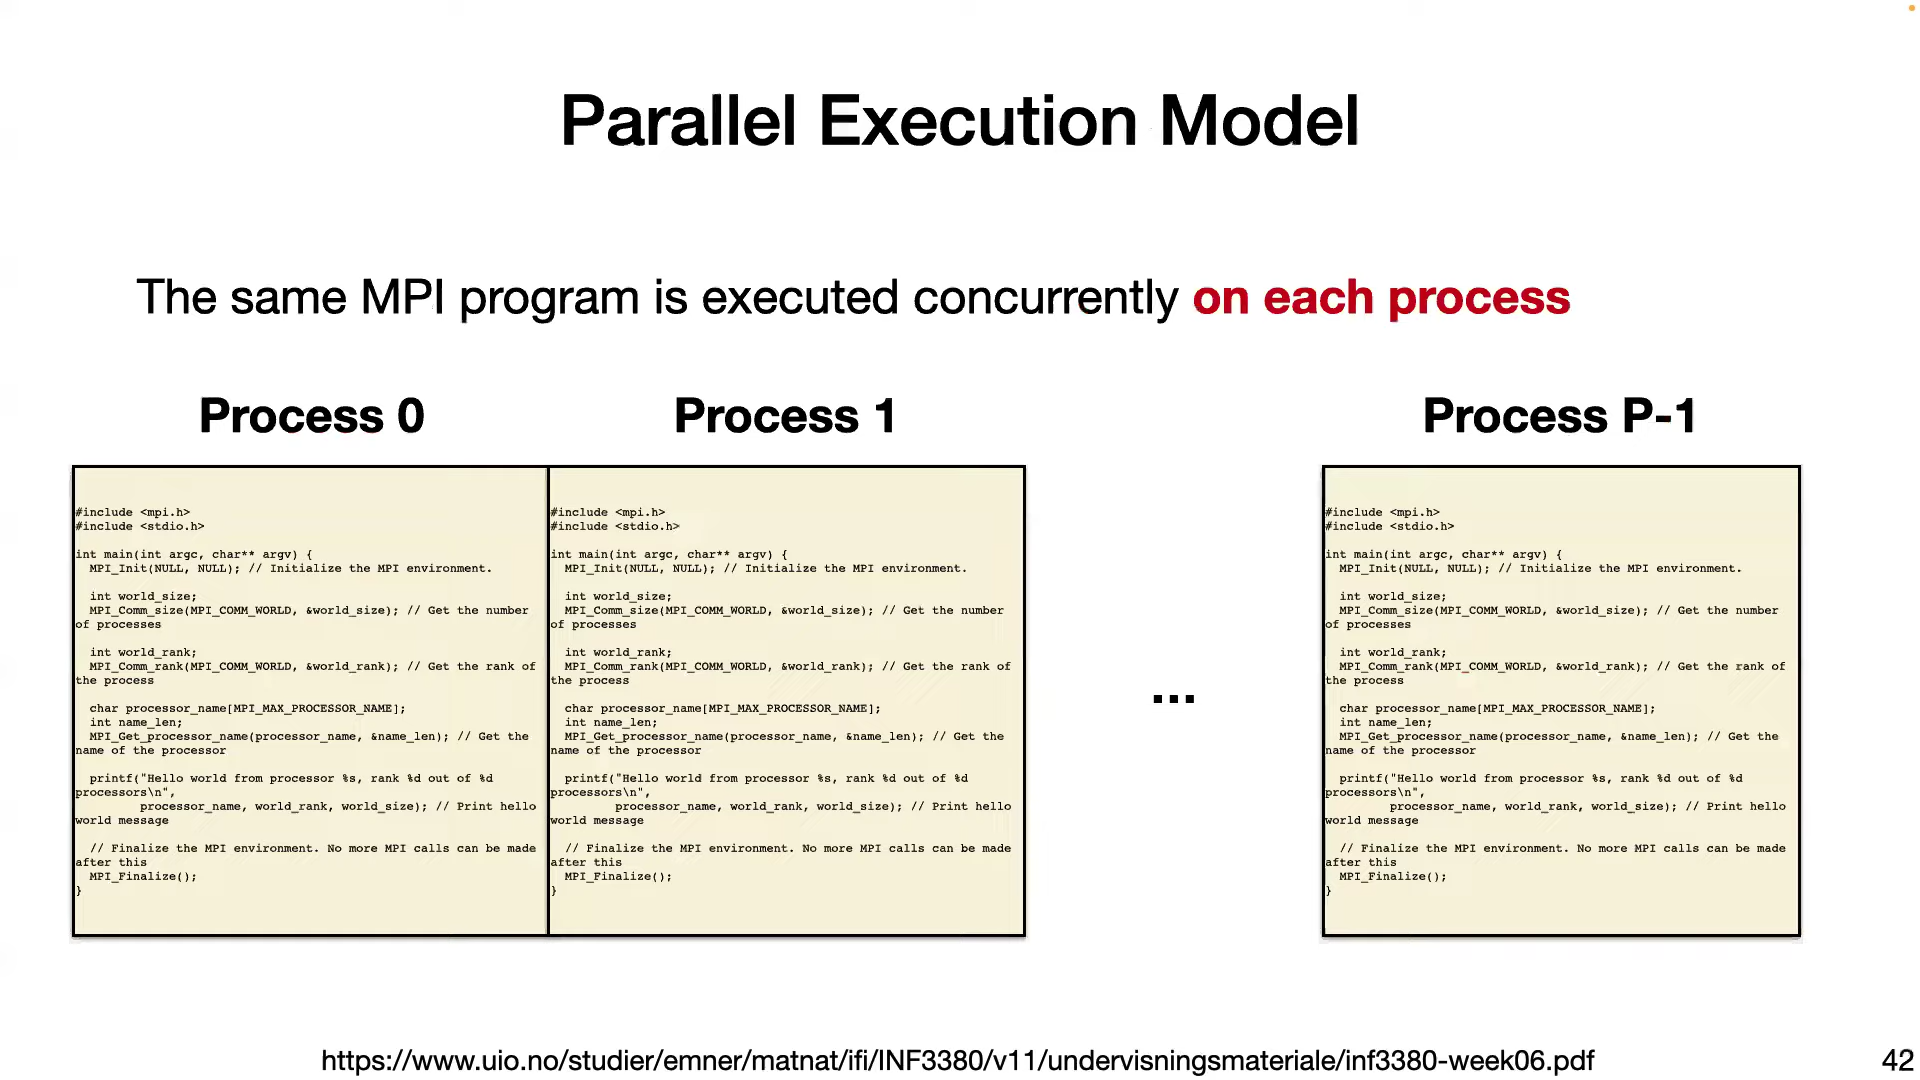 Parallel Execution Model
The same MPI program is executed concurrently on each process
Process 0
#include <mpi.h>
#include <stdio.h>
int main(int argc, char** argv) {
MPI_Init(NULL, NULL); // Initialize the MPI environment.
int world_size;
MPI_Comm_size(MPI_COMM_WORLD, &world_size); // Get the number
of processes
int world_rank;
MPI_Comm_rank(MPI_COMM_WORLD, &world_rank); // Get the rank of
the process
char processor_name[MPI_MAX_PROCESSOR_NAME];
int name_len;
MPI_Get_processor_name(processor_name, &name_len); // Get the
name of the processor
printf("Hello world from processor %s, rank %d out of %d
processors\n",
processor_name, world_rank, world_size); // Print hello
world message
// Finalize the MPI environment. No more MPI calls can be made
after this
MPI_Finalize();
}
Process 1
#include <mpi.h>
#include <stdio.h>
int main(int argc, char** argv) {
MPI_Init(NULL, NULL); // Initialize the MPI environment.
int world_size;
MPI_Comm_size(MPI_COMM_WORLD, &world_size); // Get the number
of processes
int world_rank;
MPI_Comm_rank(MPI_COMM_WORLD, &world_rank); // Get the rank of
the process
char processor_name[MPI_MAX_PROCESSOR_NAME];
int name_len;
MPI_Get_processor_name(processor_name, &name_len); // Get the
name of the processor
printf("Hello world from processor %s, rank %d out of %d
processors\n",
processor_name, world_rank, world_size); // Print hello
world message
// Finalize the MPI environment. No more MPI calls can be made
after this
MPI_Finalize();
}
...
Process P-1
#include <mpi.h>
#include <stdio.h>
int main(int argc, char** argv) {
MPI_Init(NULL, NULL); // Initialize the MPI environment.
int world_size;
MPI_Comm_size(MPI_COMM_WORLD, &world_size); // Get the number
of processes
int world_rank;
MPI_Comm_rank(MPI_COMM_WORLD, &world_rank); // Get the rank of
the process
char processor_name[MPI_MAX_PROCESSOR_NAME];
int name_len;
MPI_Get_processor_name(processor_name, &name_len); // Get the
name of the processor
printf("Hello world from processor %s, rank %d out of %d
processors\n",
processor_name, world_rank, world_size); // Print hello
world message
// Finalize the MPI environment. No more MPI calls can be made
after this
MPI_Finalize();
}
https://www.uio.no/studier/emner/matnat/ifi/INF3380/v11/undervisningsmateriale/inf3380-week06.pdf
42